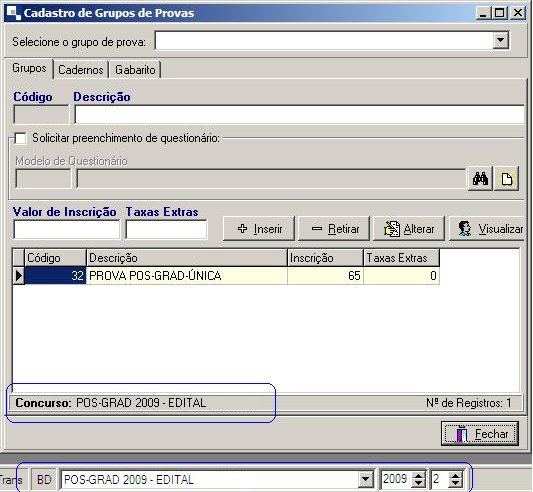 Cadastro de Grupos de Provas
Selecione o grupo de prova:
Grupos Cadernos Gabarito
Código Descrição
Solicitar preenchimento de questionário:
Modelo de Questionário
Valor de Inscrição Taxas Extras
Inserir Retirar Alterar Visualizar
Código Descrição Inscrição Taxas Extras
32 PROVA POS-GRAD-ÚNICA 65 0
Concurso: POS-GRAD 2009 - EDITAL Nº de Registros: 1
Fechar
Trans BD POS-GRAD 2009 - EDITAL 2009 2